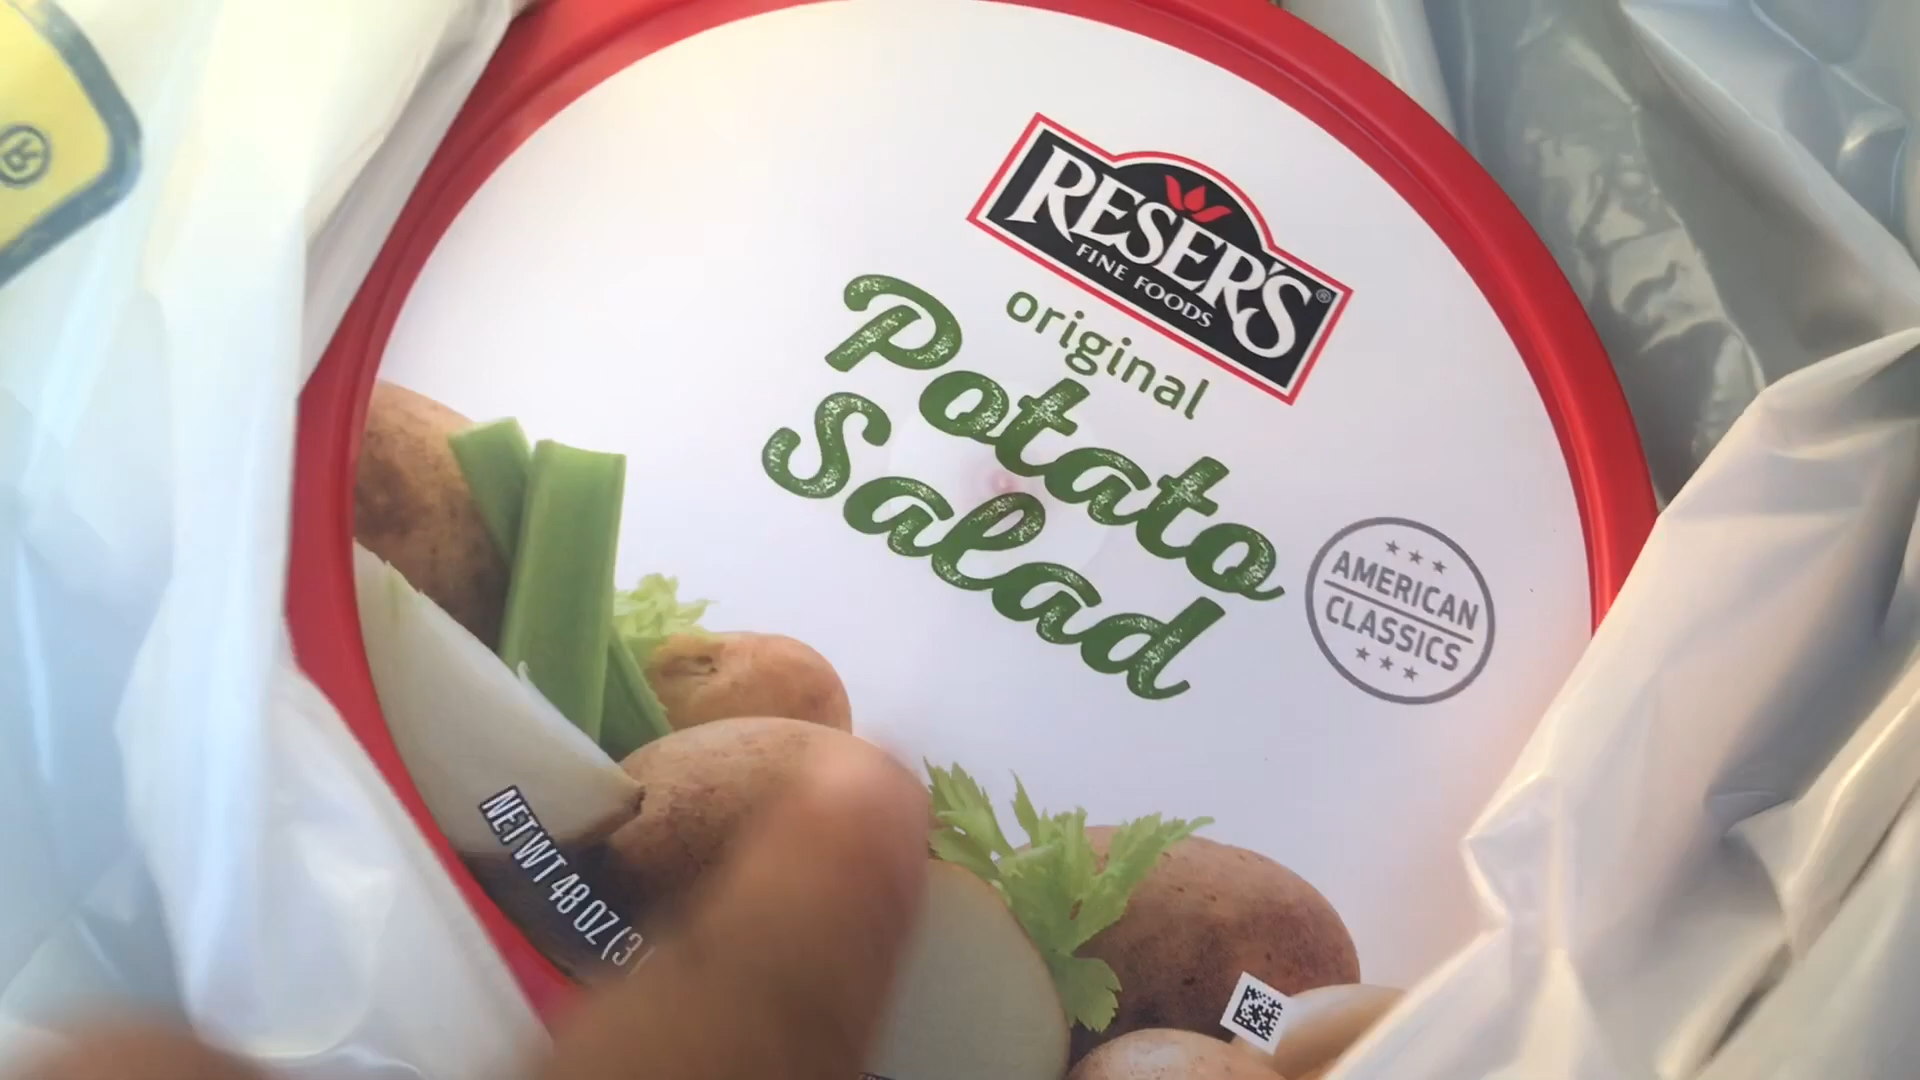 ®
RESER'S®
FINE FOODS
original
Potato
Salad
AMERICAN
CLASSICS
NET WT 48 OZ (3